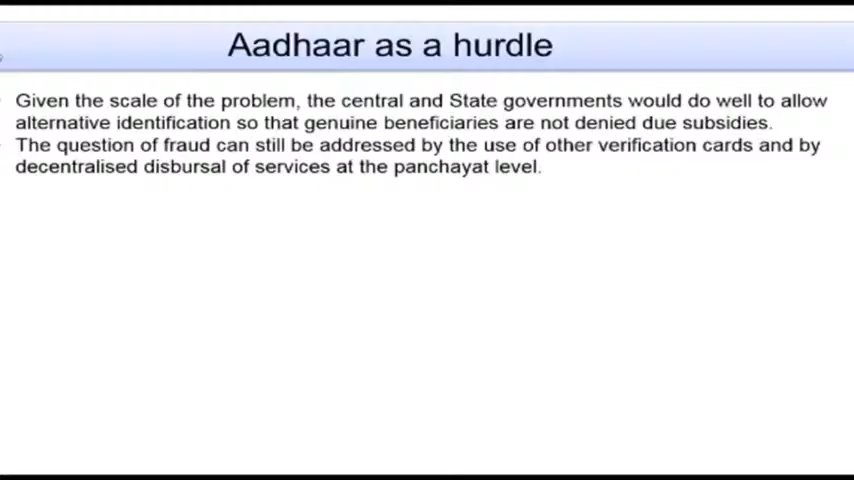 Aadhaar as a hurdle
Given the scale of the problem, the central and State governments would do well to allow
alternative identification so that genuine beneficiaries are not denied due subsidies.
The question of fraud can still be addressed by the use of other verification cards and by
decentralised disbursal of services at the panchayat level.